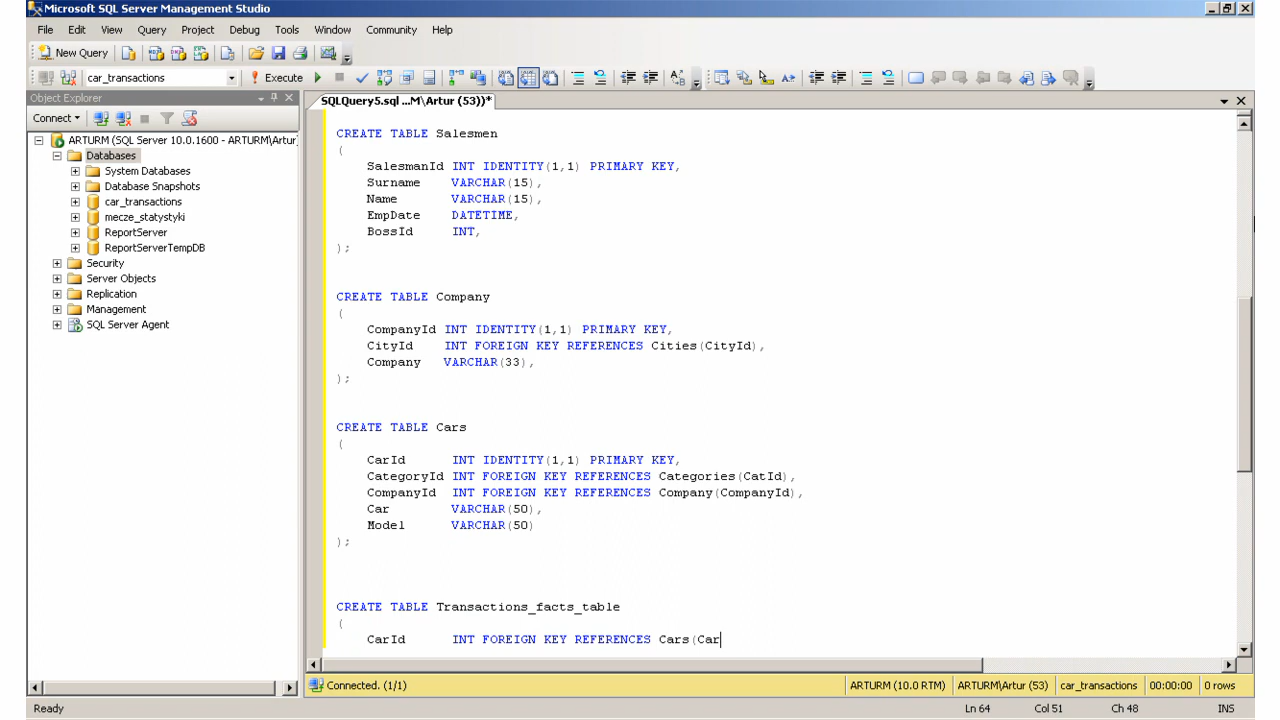 Microsoft SQL Server Management Studio
File Edit View Query Project Debug Tools Window Community Help
New Query
car_transactions Execute
Object Explorer
SQLQuery5.sql ...M\Artur (53))*
Connect
ARTURM (SQL Server 10.0.1600 - ARTURM\Artur
Databases
System Databases
Database Snapshots
car_transactions
mecze_statystyki
ReportServer
ReportServerTempDB
Security
Server Objects
Replication
Management
SQL Server Agent
CREATE TABLE Salesmen
(
SalesmanId INT IDENTITY(1,1) PRIMARY KEY,
Surname VARCHAR(15),
Name VARCHAR(15),
EmpDate DATETIME,
BossId INT,
);
CREATE TABLE Company
(
CompanyId INT IDENTITY(1,1) PRIMARY KEY,
CityId INT FOREIGN KEY REFERENCES Cities(CityId),
Company VARCHAR(33),
);
CREATE TABLE Cars
(
CarId INT IDENTITY(1,1) PRIMARY KEY,
CategoryId INT FOREIGN KEY REFERENCES Categories(CatId),
CompanyId INT FOREIGN KEY REFERENCES Company(CompanyId),
Car VARCHAR(50),
Model VARCHAR(50)
);
CREATE TABLE Transactions_facts_table
(
CarId INT FOREIGN KEY REFERENCES Cars(Car
Connected. (1/1) ARTURM (10.0 RTM) ARTURM\Artur (53) car_transactions 00:00:00 0 rows
Ready Ln 64 Col 51 Ch 48 INS